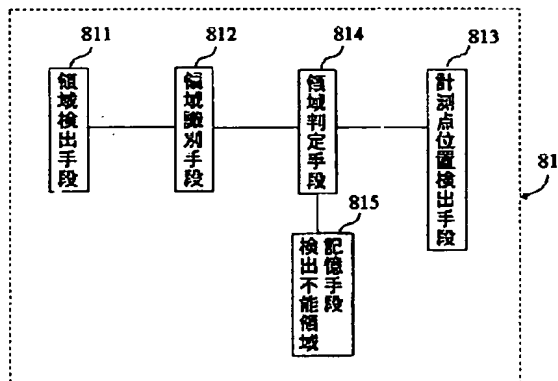 811
812
814
813
領域検出手段
領域識別手段
領域判定手段
計測点位置検出手段
81
815
記憶手段
検出不能領域